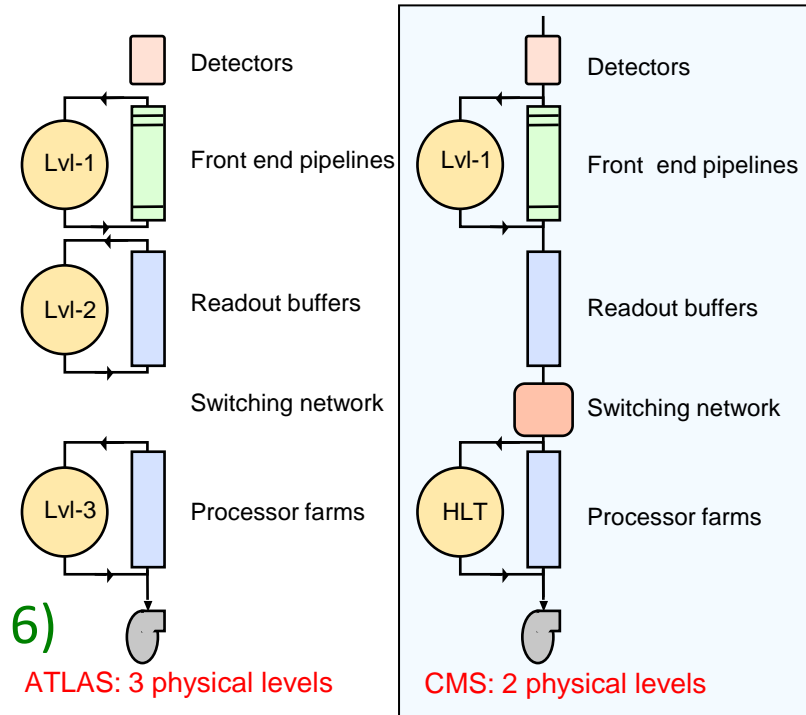 Detectors
Lvl-1
Front end pipelines
Lvl-2
Readout buffers
Switching network
Lvl-3
Processor farms
6)
ATLAS: 3 physical levels
Detectors
Lvl-1
Front end pipelines
Readout buffers
Switching network
HLT
Processor farms
CMS: 2 physical levels